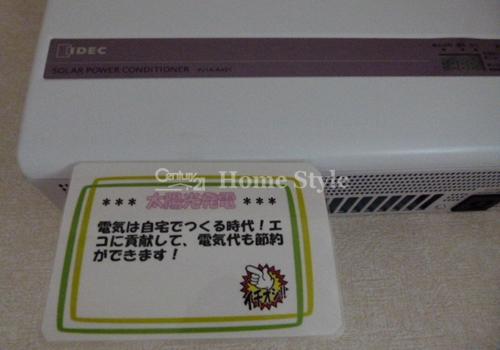 IDEC
SOLAR POWER CONDITIONER
Century 21 Home Style
*** 太陽光発電 ***
電気は自宅でつくる時代！エ
コに貢献して、電気代も節約
ができます！
イチオシ!!